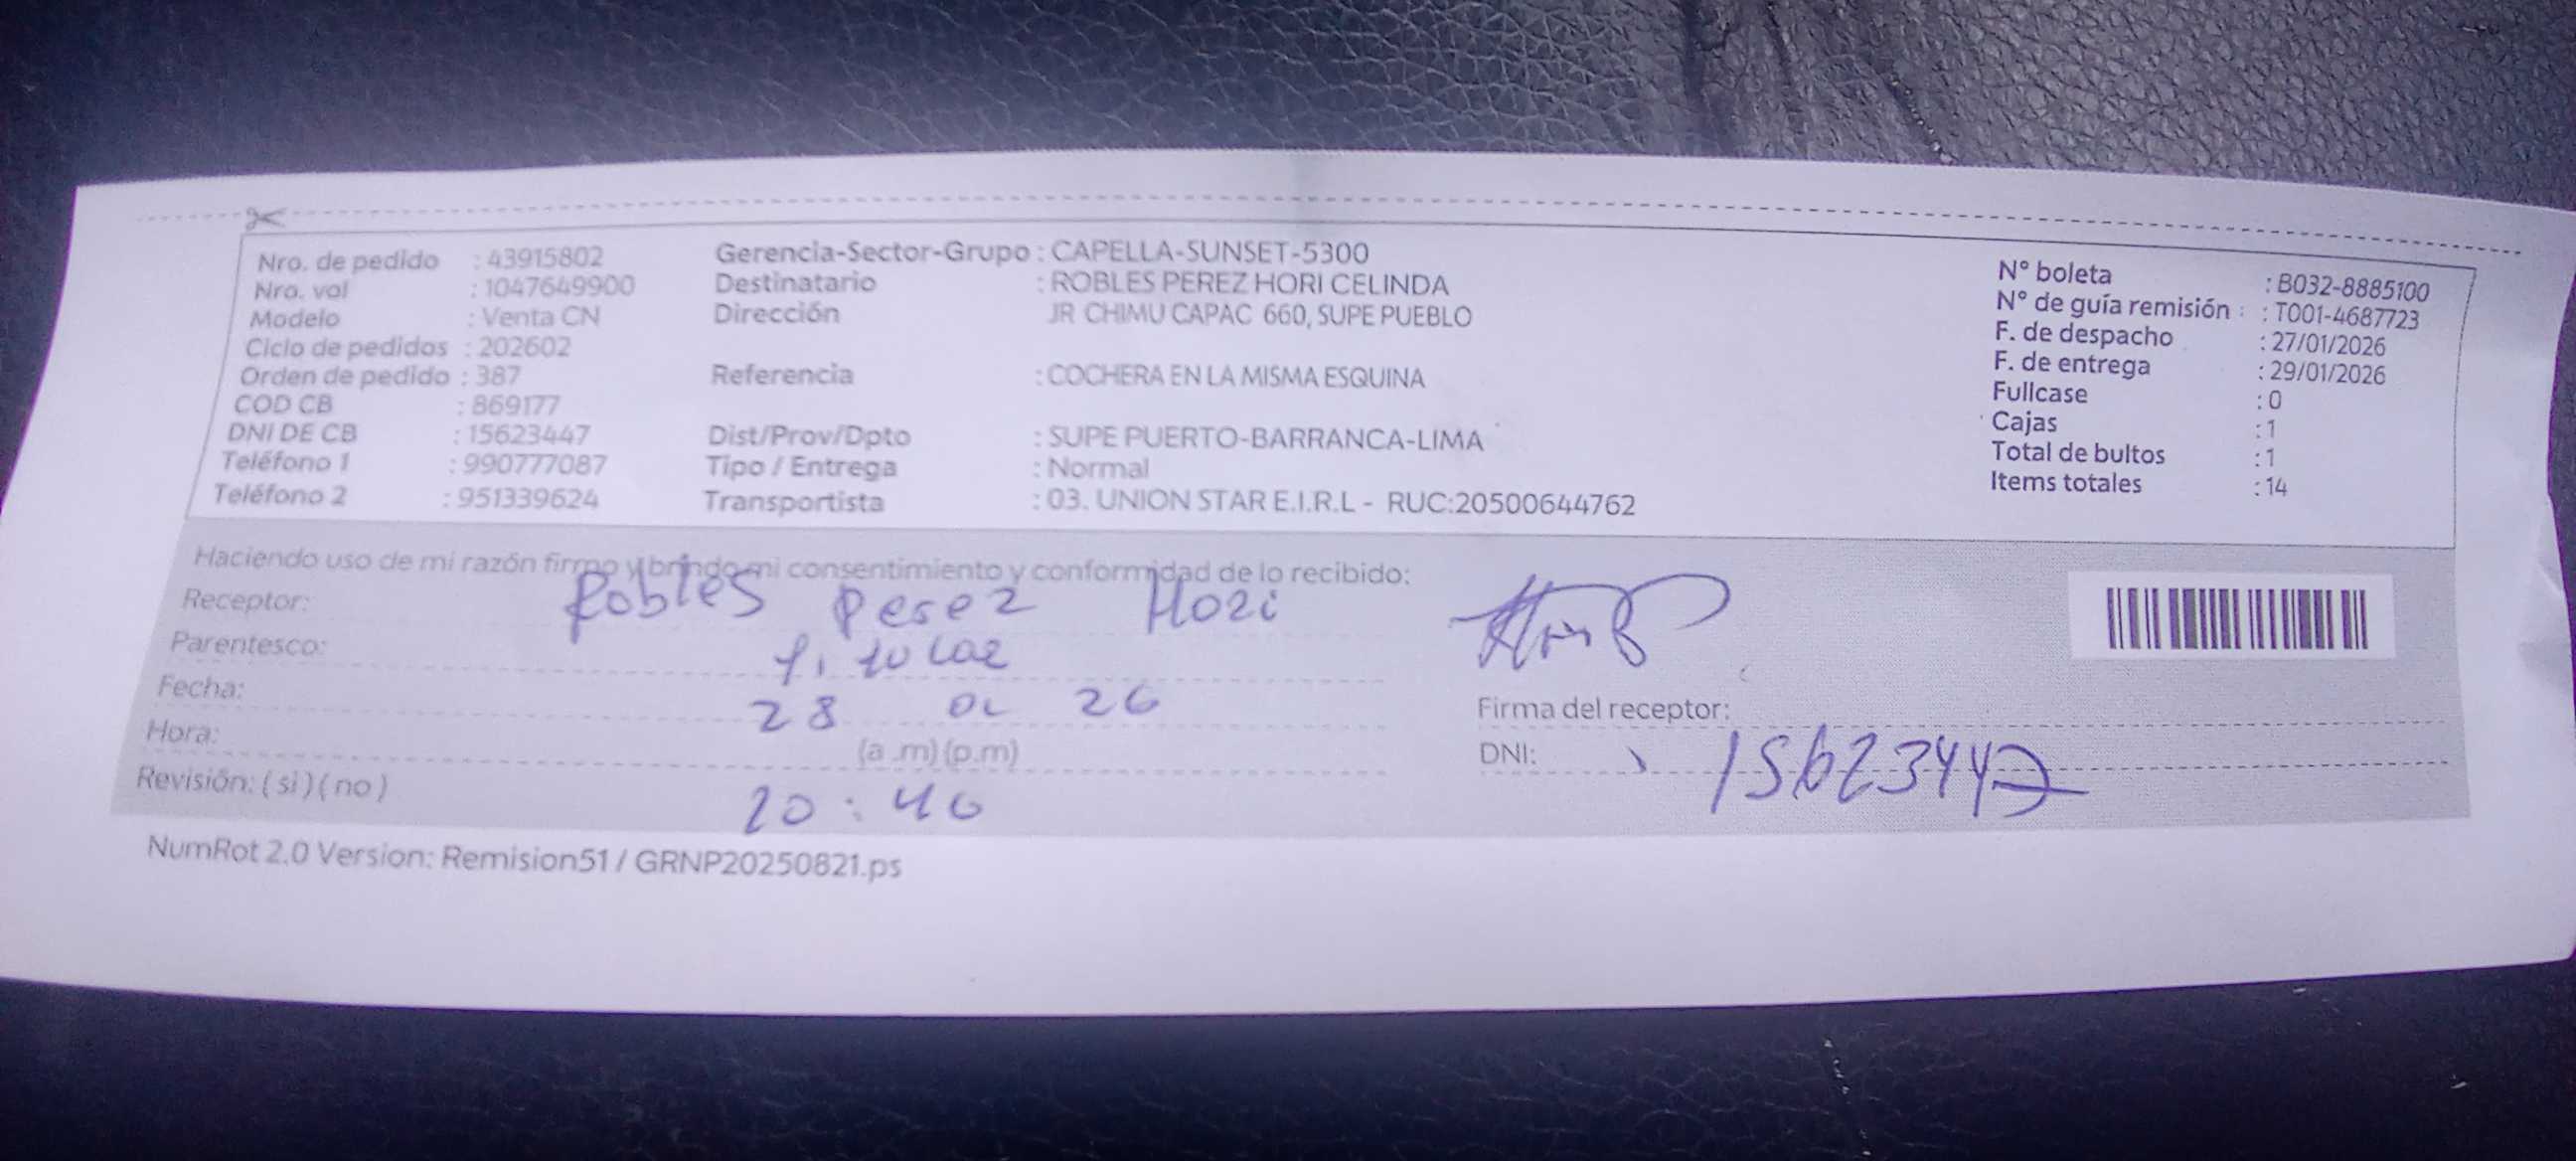 Nro. de pedido : 43915802
Nro. vol : 1047649900
Modelo : Venta CN
Ciclo de pedidos : 202602
Orden de pedido : 387
COD CB : 869177
DNI DE CB : 15623447
Teléfono 1 : 990777087
Teléfono 2 : 951339624
Gerencia-Sector-Grupo : CAPELLA-SUNSET-5300
Destinatario : ROBLES PEREZ HORI CELINDA
Dirección JR CHIMU CAPAC 660, SUPE PUEBLO
Referencia : COCHERA EN LA MISMA ESQUINA
Dist/Prov/Dpto : SUPE PUERTO-BARRANCA-LIMA
Tipo / Entrega : Normal
Transportista : 03. UNION STAR E.I.R.L - RUC:20500644762
N° boleta : B032-8885100
N° de guía remisión : : T001-4687723
F. de despacho : 27/01/2026
F. de entrega : 29/01/2026
Fullcase : 0
Cajas : 1
Total de bultos : 1
Items totales : 14
Haciendo uso de mi razón firmo y brindo mi consentimiento y conformidad de lo recibido:
Receptor: Robles Perez Hori
Parentesco: Titular
Fecha: 28 01 26
Hora: (a .m) (p.m)
Revisión: ( si ) ( no ) 20 : 40
Firma del receptor:
DNI: 15623447
NumRot 2.0 Version: Remision51 / GRNP20250821.ps